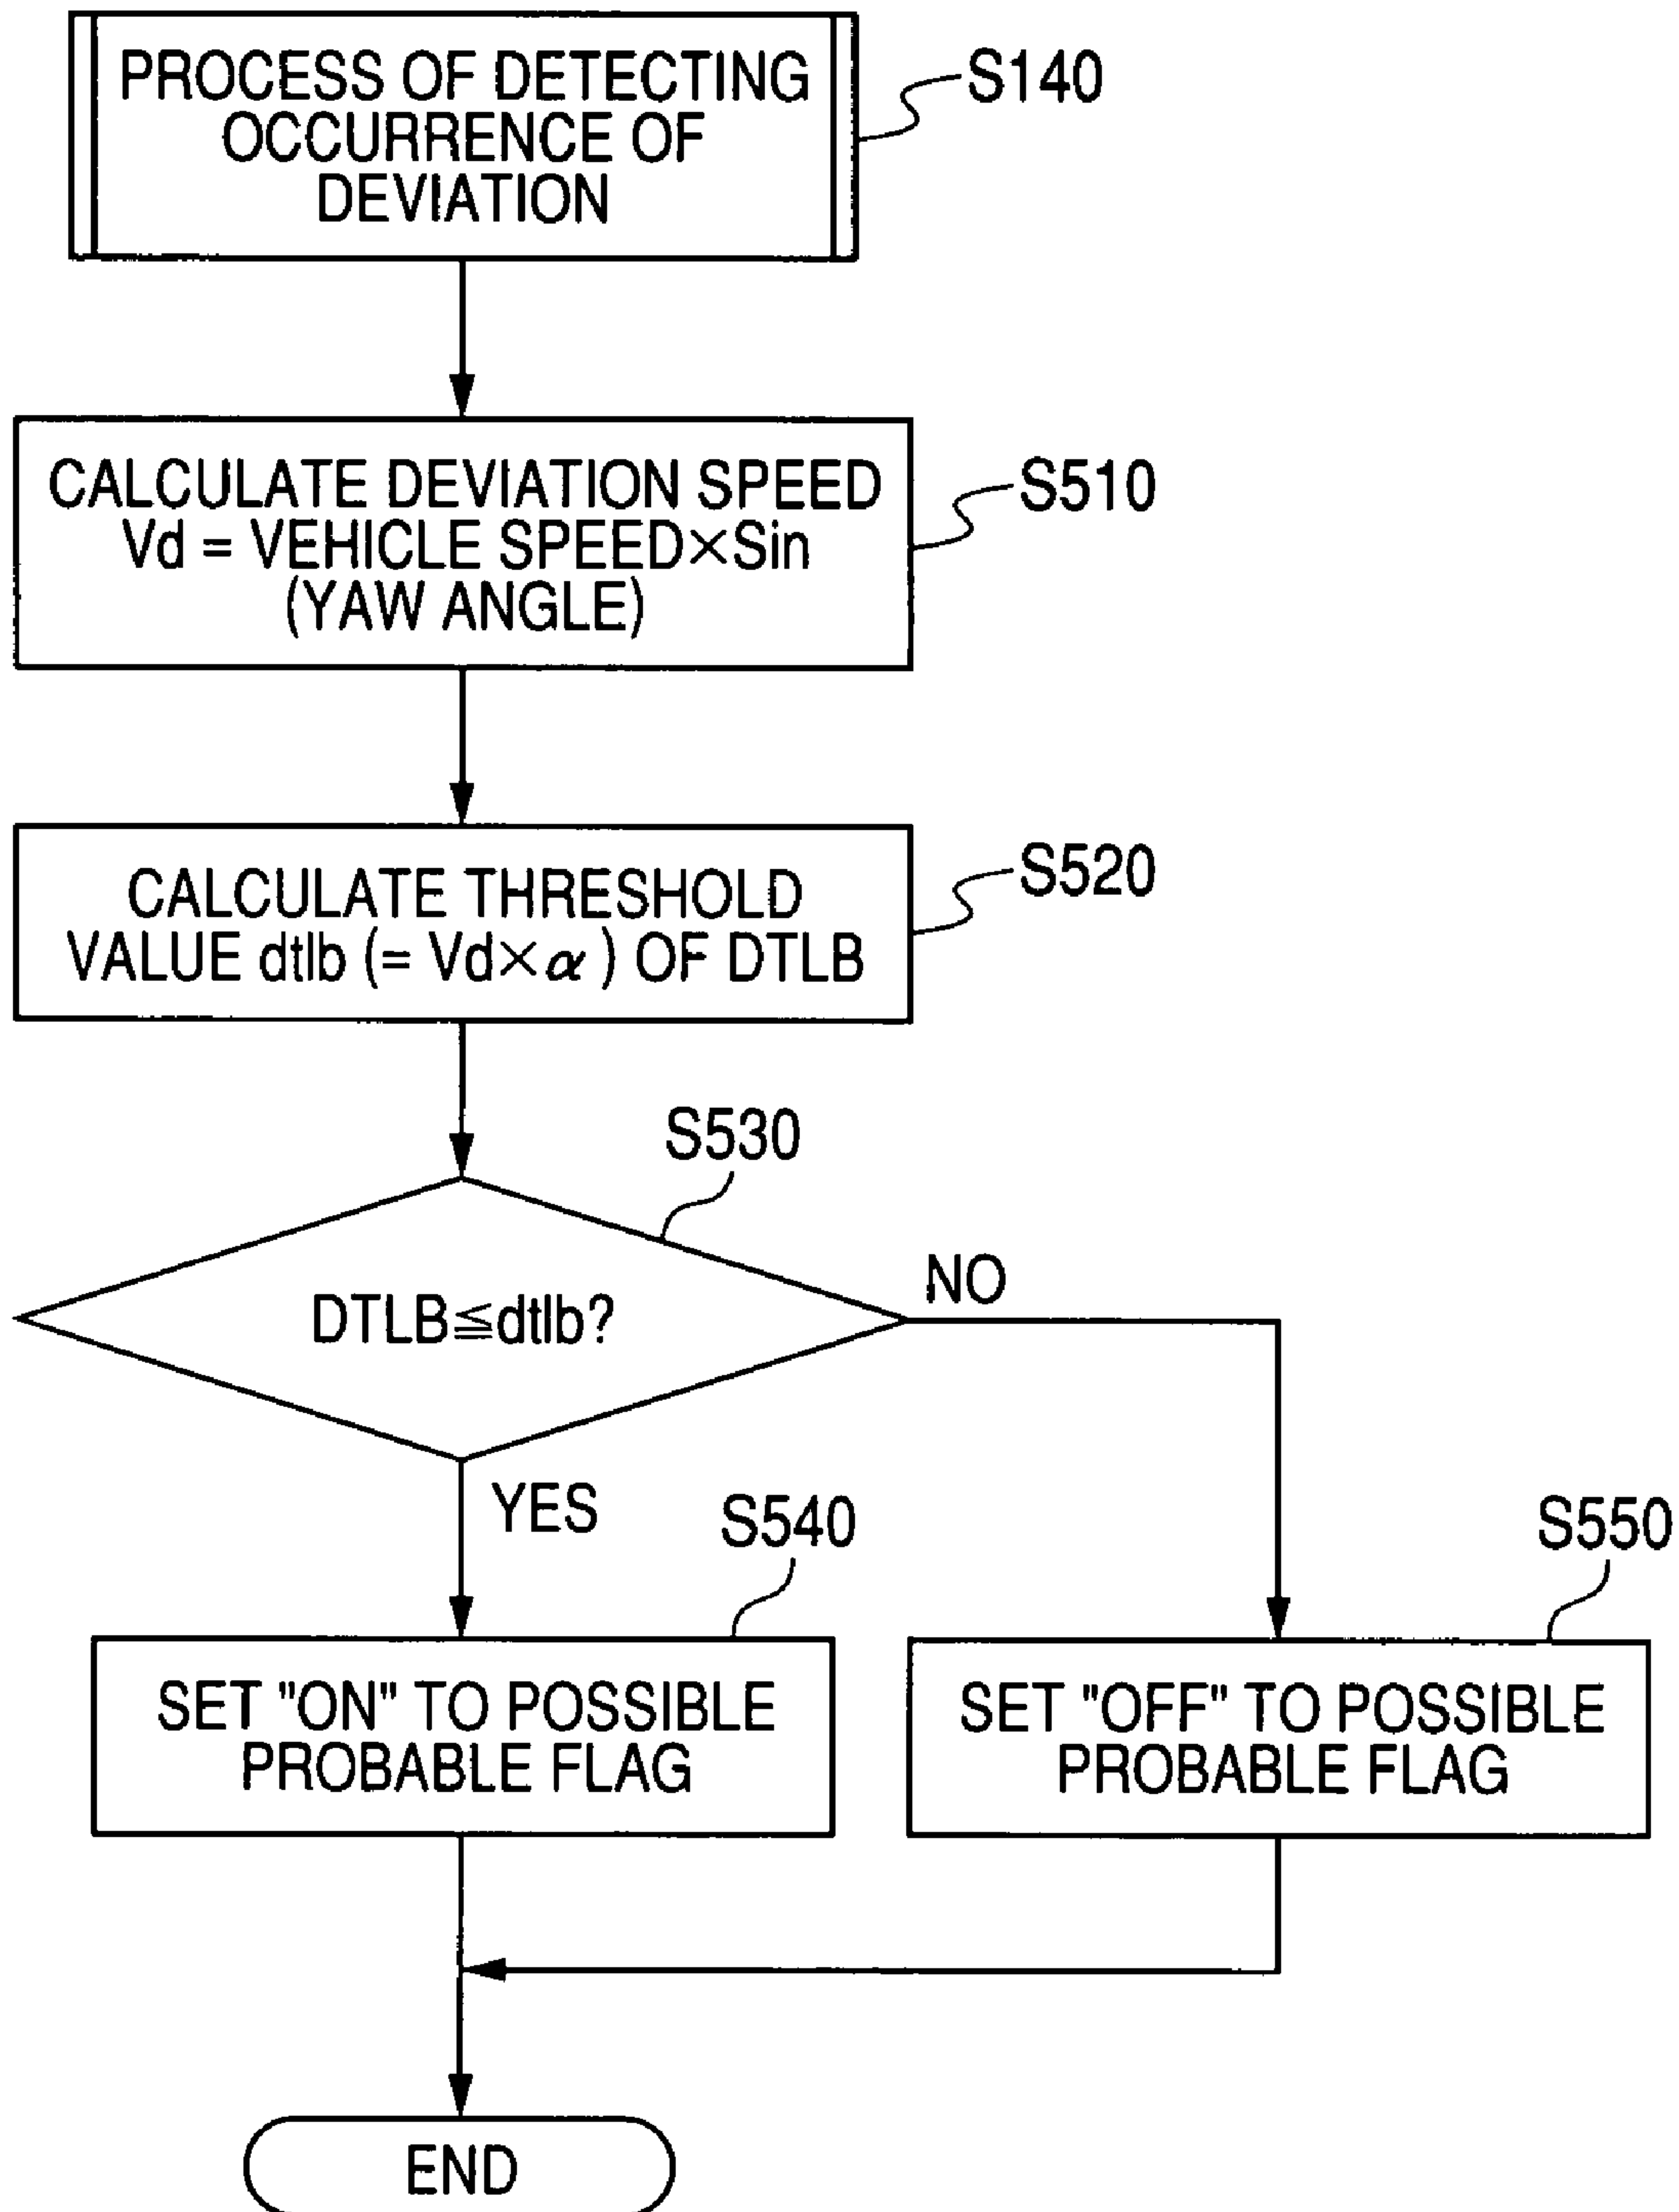 PROCESS OF DETECTING
OCCURRENCE OF
DEVIATION
S140
CALCULATE DEVIATION SPEED
Vd = VEHICLE SPEED×Sin
(YAW ANGLE)
S510
CALCULATE THRESHOLD
VALUE dtlb (= Vd×α ) OF DTLB
S520
S530
DTLB≦dtlb?
NO
YES
S540
S550
SET "ON" TO POSSIBLE
PROBABLE FLAG
SET "OFF" TO POSSIBLE
PROBABLE FLAG
END